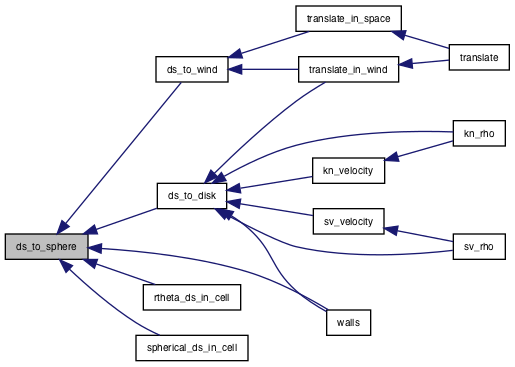 translate_in_space
translate
ds_to_wind
translate_in_wind
kn_rho
kn_velocity
ds_to_disk
sv_velocity
ds_to_sphere
sv_rho
rtheta_ds_in_cell
walls
spherical_ds_in_cell